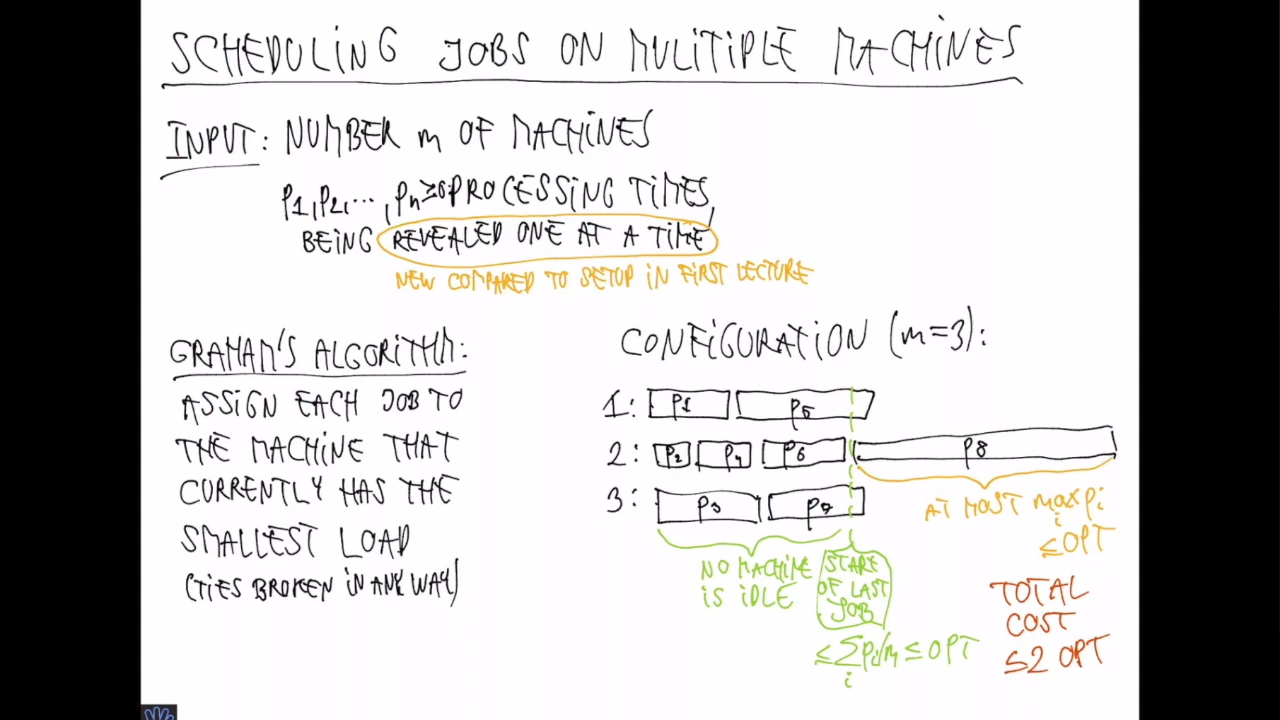 SCHEDULING JOBS ON MULITIPLE MACHINES
INPUT: NUMBER m OF MACHINES
p1,p2,...,pn≥0 PROCESSING TIMES,
BEING REVEALED ONE AT A TIME
NEW COMPARED TO SETUP IN FIRST LECTURE
GRAHAM'S ALGORITHM:
ASSIGN EACH JOB TO
THE MACHINE THAT
CURRENTLY HAS THE
SMALLEST LOAD
(TIES BROKEN IN ANY WAY)
CONFIGURATION (m=3):
1: p1 p5
2: p2 p4 p6 p8
3: p3 p7
AT MOST max pi
i
≤OPT
NO MACHINE
IS IDLE
START
OF LAST
JOB
≤ ∑ pi/m ≤ OPT
i
TOTAL
COST
≤2 OPT